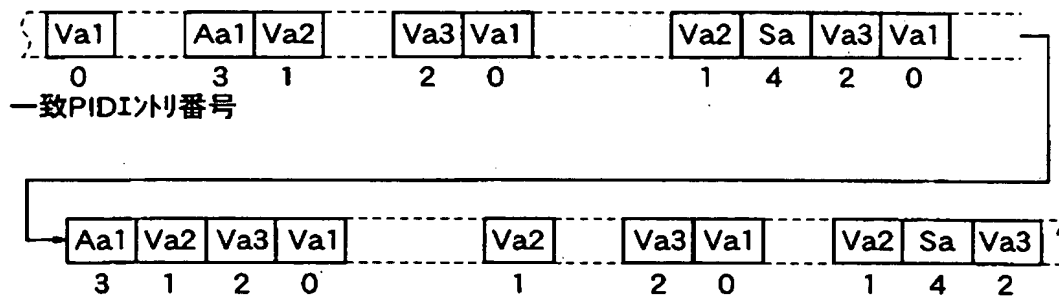 Va1 Aa1 Va2 Va3 Va1 Va2 Sa Va3 Va1
0 3 1 2 0 1 4 2 0
一致PIDエントリ番号
Aa1 Va2 Va3 Va1 Va2 Va3 Va1 Va2 Sa Va3
3 1 2 0 1 2 0 1 4 2